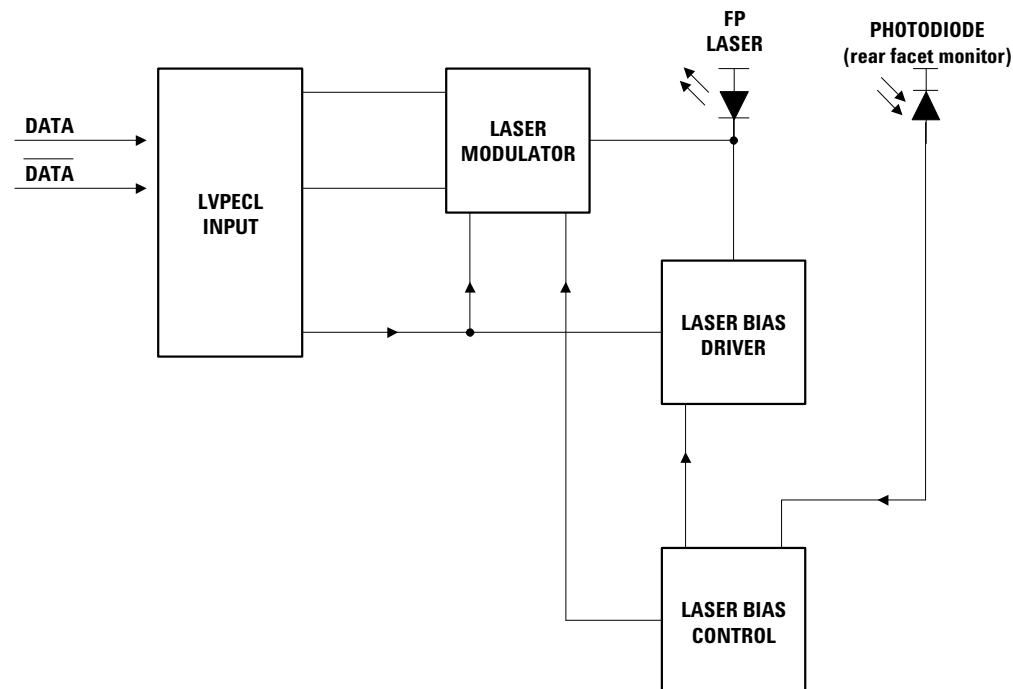 FP
LASER
PHOTODIODE
(rear facet monitor)
DATA
DATA
LVPECL
INPUT
LASER
MODULATOR
LASER BIAS
DRIVER
LASER BIAS
CONTROL